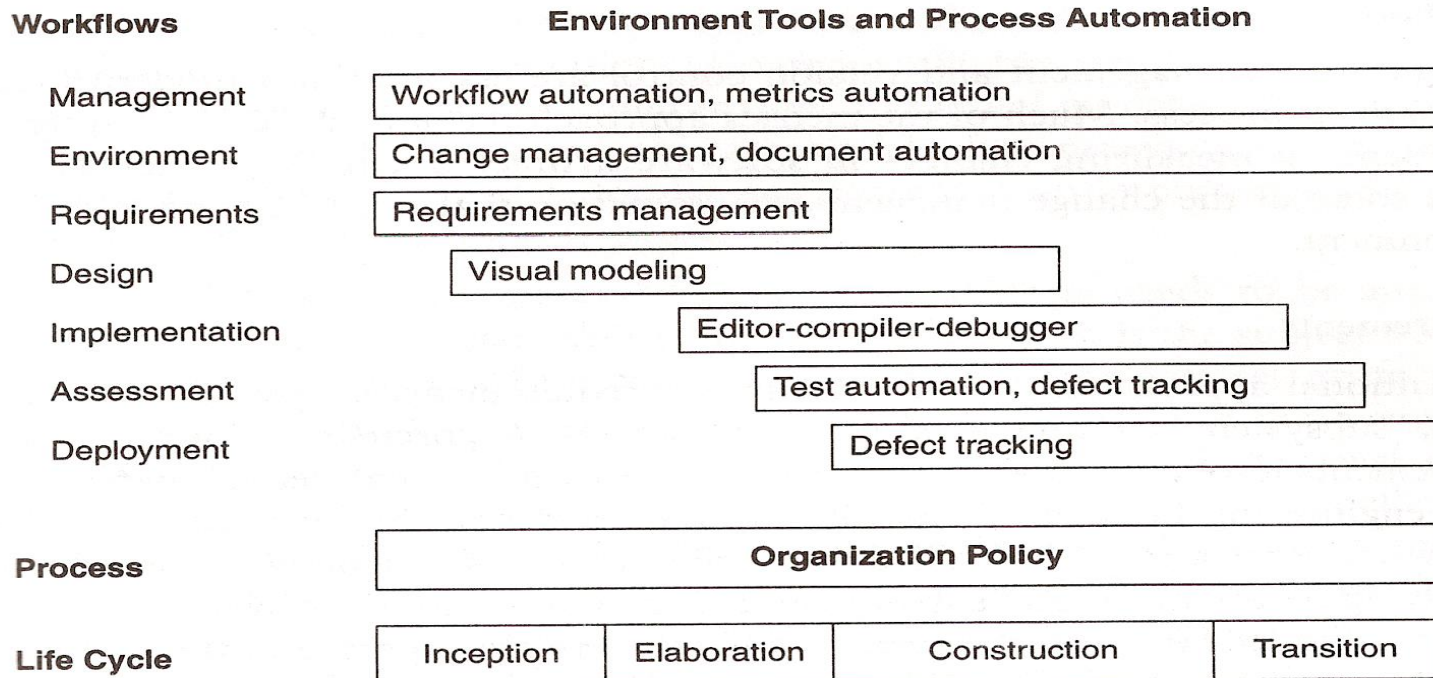 Workflows Environment Tools and Process Automation
Management Workflow automation, metrics automation
Environment Change management, document automation
Requirements Requirements management
Design Visual modeling
Implementation Editor-compiler-debugger
Assessment Test automation, defect tracking
Deployment Defect tracking
Process Organization Policy
Life Cycle Inception Elaboration Construction Transition